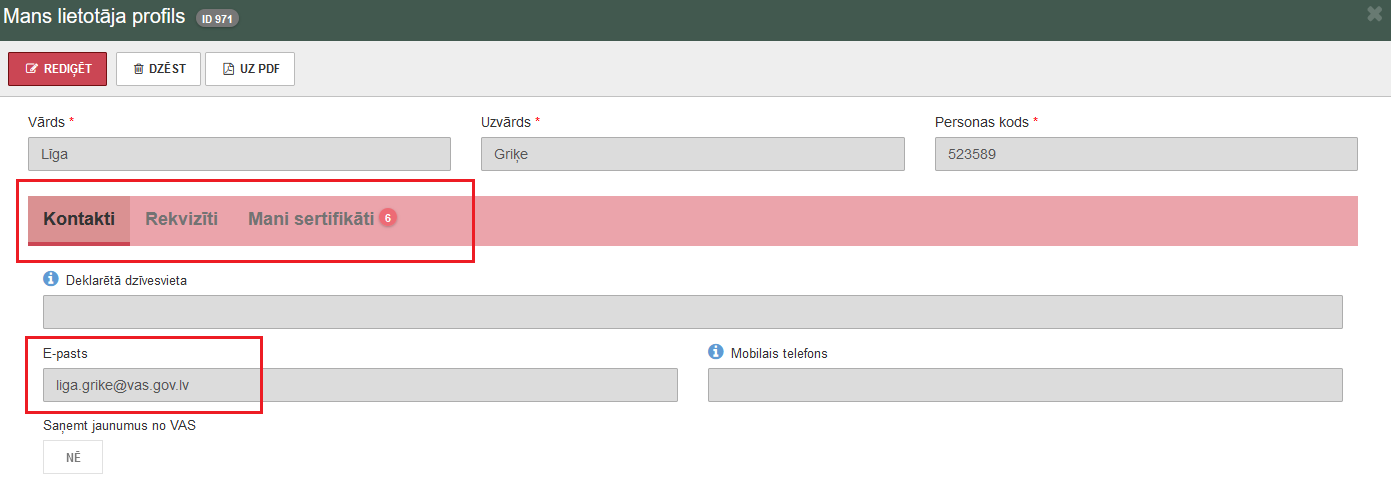 Mans lietotāja profils ID 971
REDIĢĒT DZĒST UZ PDF
Vārds * Uzvārds * Personas kods *
Līga Griķe 523589
Kontakti Rekvizīti Mani sertifikāti 6
Deklarētā dzīvesvieta
E-pasts Mobilais telefons
liga.grike@vas.gov.lv
Saņemt jaunumus no VAS
NĒ